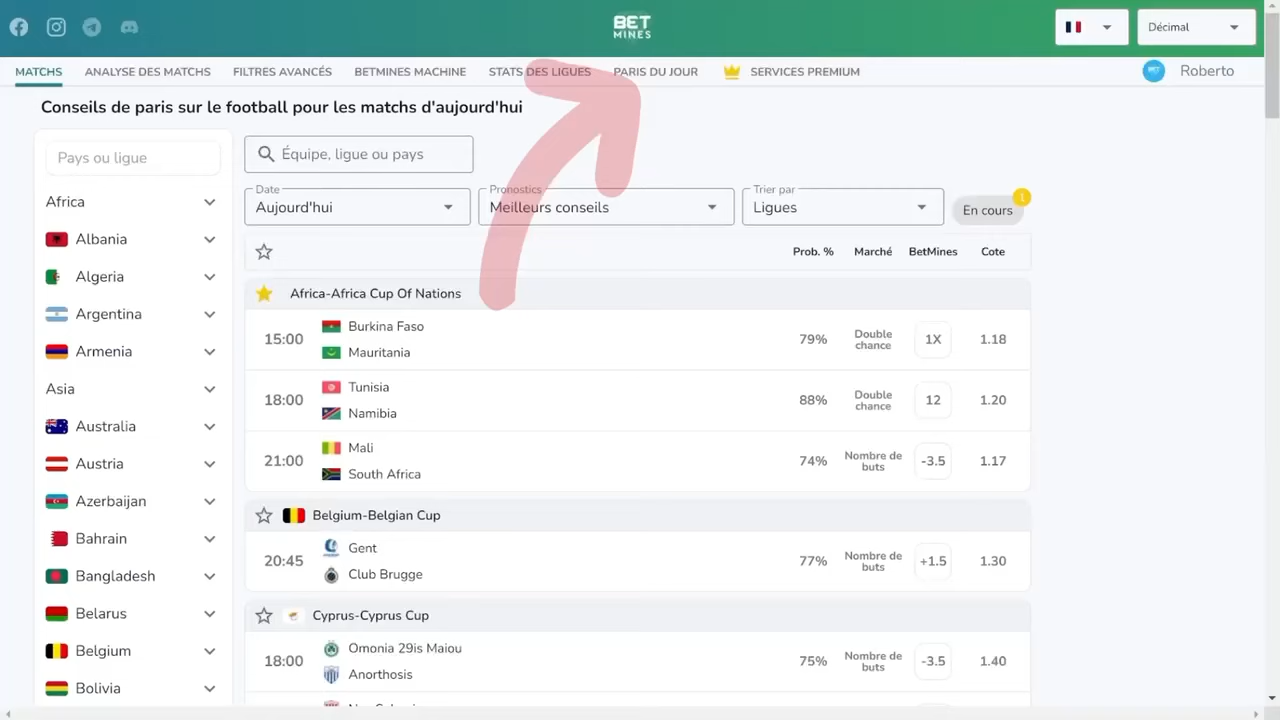 BET
MINES
Décimal
MATCHS ANALYSE DES MATCHS FILTRES AVANCÉS BETMINES MACHINE STATS DES LIGUES PARIS DU JOUR SERVICES PREMIUM Roberto
Conseils de paris sur le football pour les matchs d'aujourd'hui
Pays ou ligue
Africa
Albania
Algeria
Argentina
Armenia
Asia
Australia
Austria
Azerbaijan
Bahrain
Bangladesh
Belarus
Belgium
Bolivia
Équipe, ligue ou pays
Date
Aujourd'hui
Pronostics
Meilleurs conseils
Trier par
Ligues
En cours
1
Prob. % Marché BetMines Cote
Africa-Africa Cup Of Nations
15:00
Burkina Faso
Mauritania
79%
Double
chance
1X
1.18
18:00
Tunisia
Namibia
88%
Double
chance
12
1.20
21:00
Mali
South Africa
74%
Nombre de
buts
-3.5
1.17
Belgium-Belgian Cup
20:45
Gent
Club Brugge
77%
Nombre de
buts
+1.5
1.30
Cyprus-Cyprus Cup
18:00
Omonia 29is Maiou
Anorthosis
75%
Nombre de
buts
-3.5
1.40